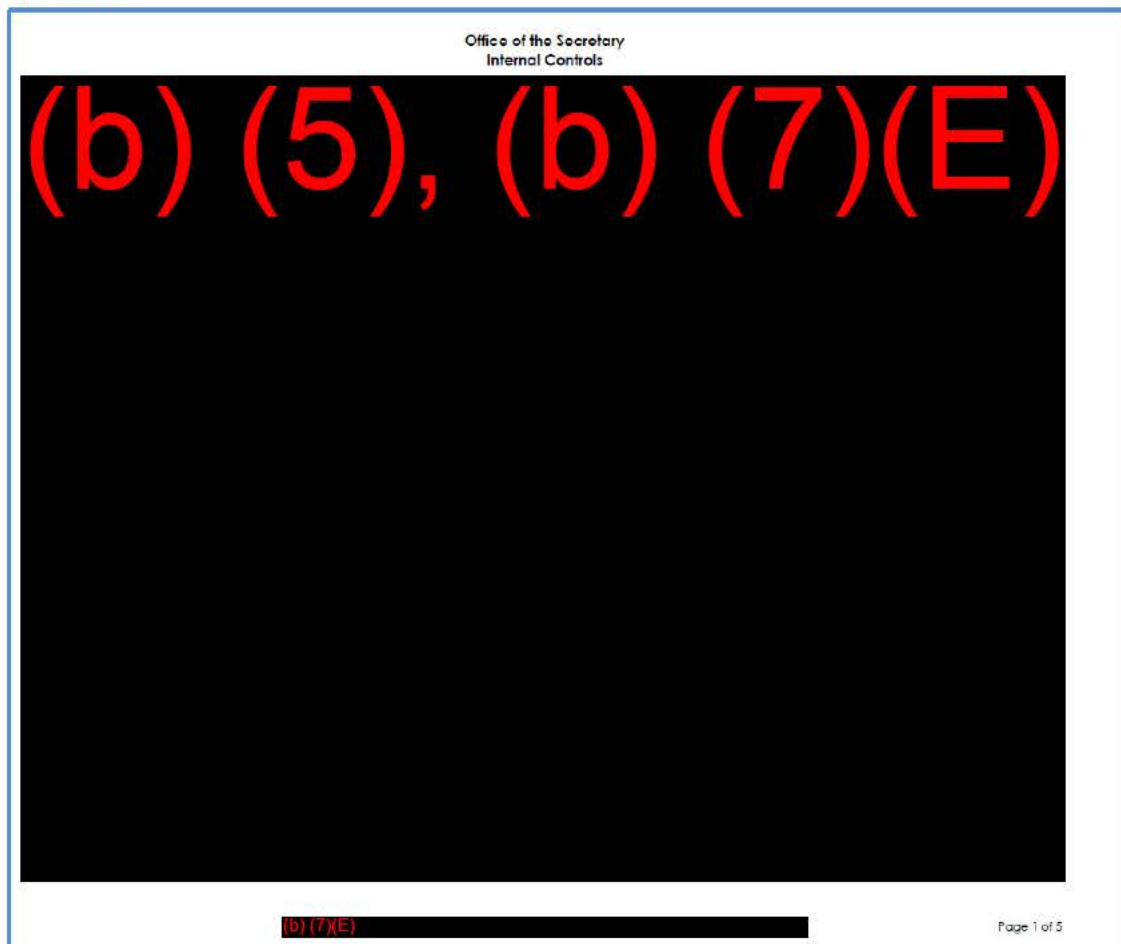 Office of the Secretary
Internal Controls
(b) (5), (b) (7)(E)
(b) (7)(E)
Page 1 of 5